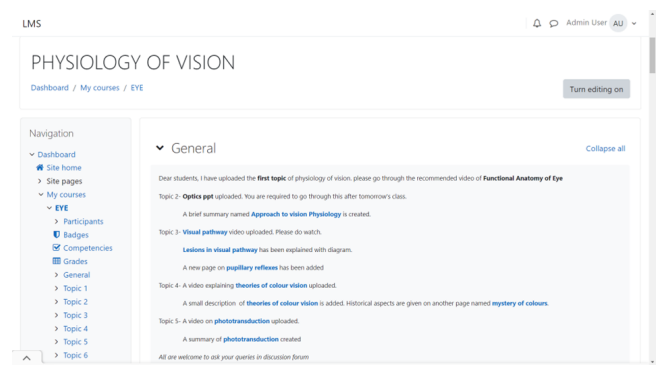 LMS
Admin User AU
PHYSIOLOGY OF VISION
Dashboard / My courses / EYE
Turn editing on
Navigation
Dashboard
Site home
Site pages
My courses
EYE
Participants
Badges
Competencies
Grades
General
Topic 1
Topic 2
Topic 3
Topic 4
Topic 5
Topic 6
General
Collapse all
Dear students, I have uploaded the first topic of physiology of vision. please go through the recommended video of Functional Anatomy of Eye
Topic 2- Optics ppt uploaded. You are required to go through this after tomorrow's class.
A brief summary named Approach to vision Physiology is created.
Topic 3- Visual pathway video uploaded. Please do watch.
Lesions in visual pathway has been explained with diagram.
A new page on pupillary reflexes has been added
Topic 4- A video explaining theories of colour vision uploaded.
A small description of theories of colour vision is added. Historical aspects are given on another page named mystery of colours.
Topic 5- A video on phototransduction uploaded.
A summary of phototransduction created
All are welcome to ask your queries in discussion forum